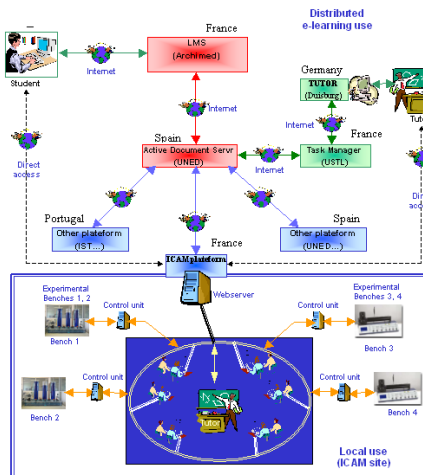 Distributed
e-learning use
France
LMS
(Archimed)
Student
Internet
Germany
TUTOR
(Duisburg)
Internet
Internet
Spain
France
Active Document Servr
(UNED)
Internet
Task Manager
(USTL)
Direct
access
Portugal
Spain
Other plateform
(IST...)
Other plateform
(UNED...)
France
ICAM plateform
Webserver
Experimental
Benches 1, 2
Control unit
Bench 1
Experimental
Benches 3, 4
Control unit
Bench 3
Control unit
Bench 2
Control unit
Bench 4
Tutor
Local use
(ICAM site)